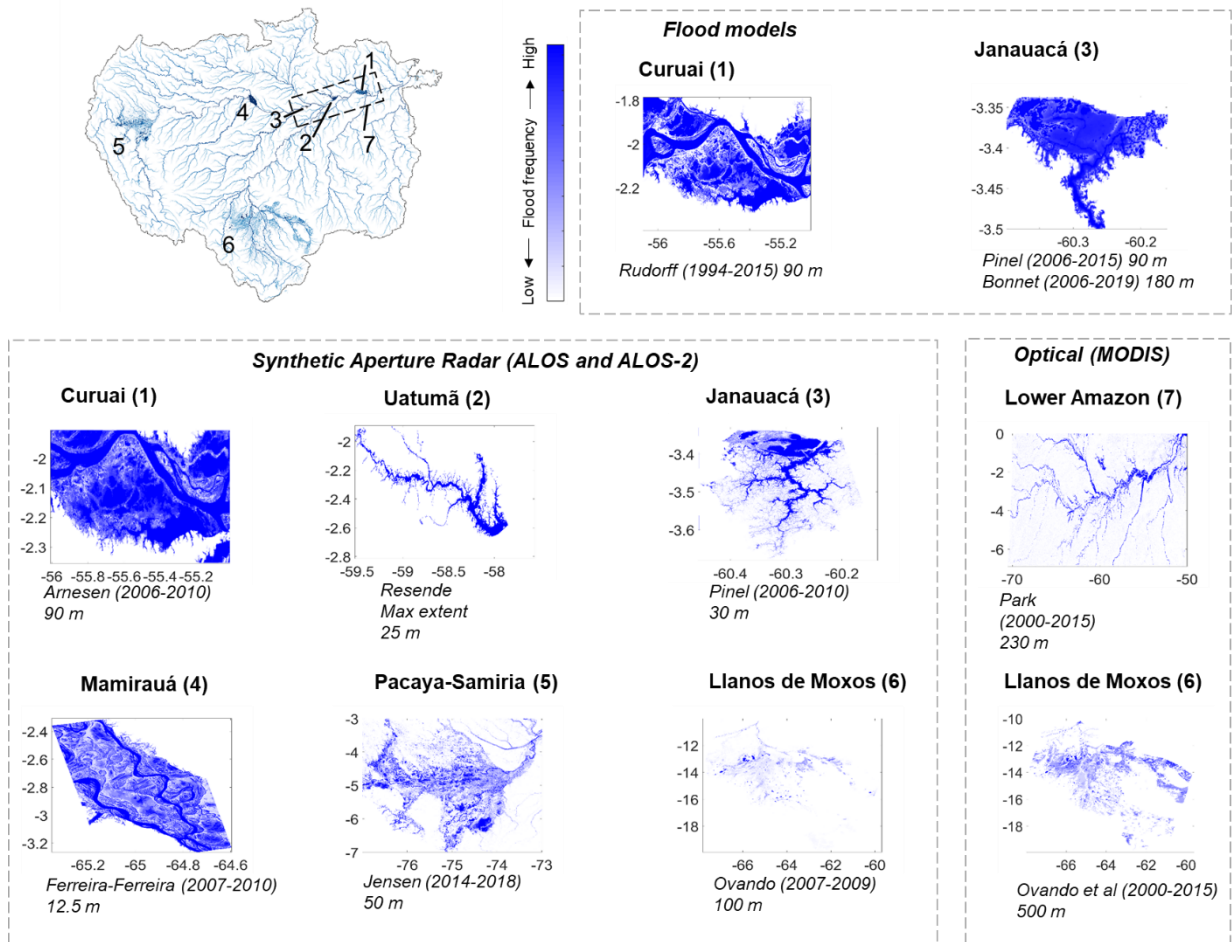 1
2
3
4
5
6
7
Low ← Flood frequency → High
Flood models
Curuai (1)
-1.8
-2
-2.2
-56 -55.6 -55.2
Rudorff (1994-2015) 90 m
Janauacá (3)
-3.35
-3.4
-3.45
-3.5
-60.3 -60.2
Pinel (2006-2015) 90 m
Bonnet (2006-2019) 180 m
Synthetic Aperture Radar (ALOS and ALOS-2)
Curuai (1)
-2
-2.1
-2.2
-2.3
-56 -55.8 -55.6 -55.4 -55.2
Arnesen (2006-2010)
90 m
Uatumã (2)
-2
-2.2
-2.4
-2.6
-2.8
-59.5 -59 -58.5 -58
Resende
Max extent
25 m
Janauacá (3)
-3.4
-3.5
-3.6
-60.4 -60.3 -60.2
Pinel (2006-2010)
30 m
Mamirauá (4)
-2.4
-2.6
-2.8
-3
-3.2
-65.2 -65 -64.8 -64.6
Ferreira-Ferreira (2007-2010)
12.5 m
Pacaya-Samiria (5)
-3
-4
-5
-6
-7
-76 -75 -74 -73
Jensen (2014-2018)
50 m
Llanos de Moxos (6)
-12
-14
-16
-18
-66 -64 -62 -60
Ovando (2007-2009)
100 m
Optical (MODIS)
Lower Amazon (7)
0
-2
-4
-6
-70 -60 -50
Park
(2000-2015)
230 m
Llanos de Moxos (6)
-10
-12
-14
-16
-18
-66 -64 -62 -60
Ovando et al (2000-2015)
500 m